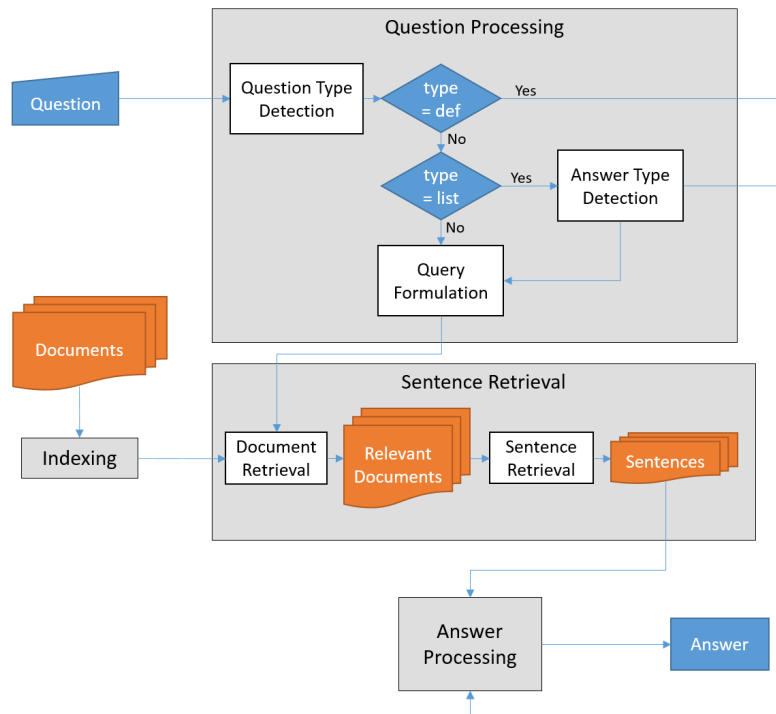 Question Processing
Question
Question Type
Detection
type
= def
Yes
No
type
= list
Yes
Answer Type
Detection
No
Query
Formulation
Documents
Sentence Retrieval
Indexing
Document
Retrieval
Relevant
Documents
Sentence
Retrieval
Sentences
Answer
Processing
Answer